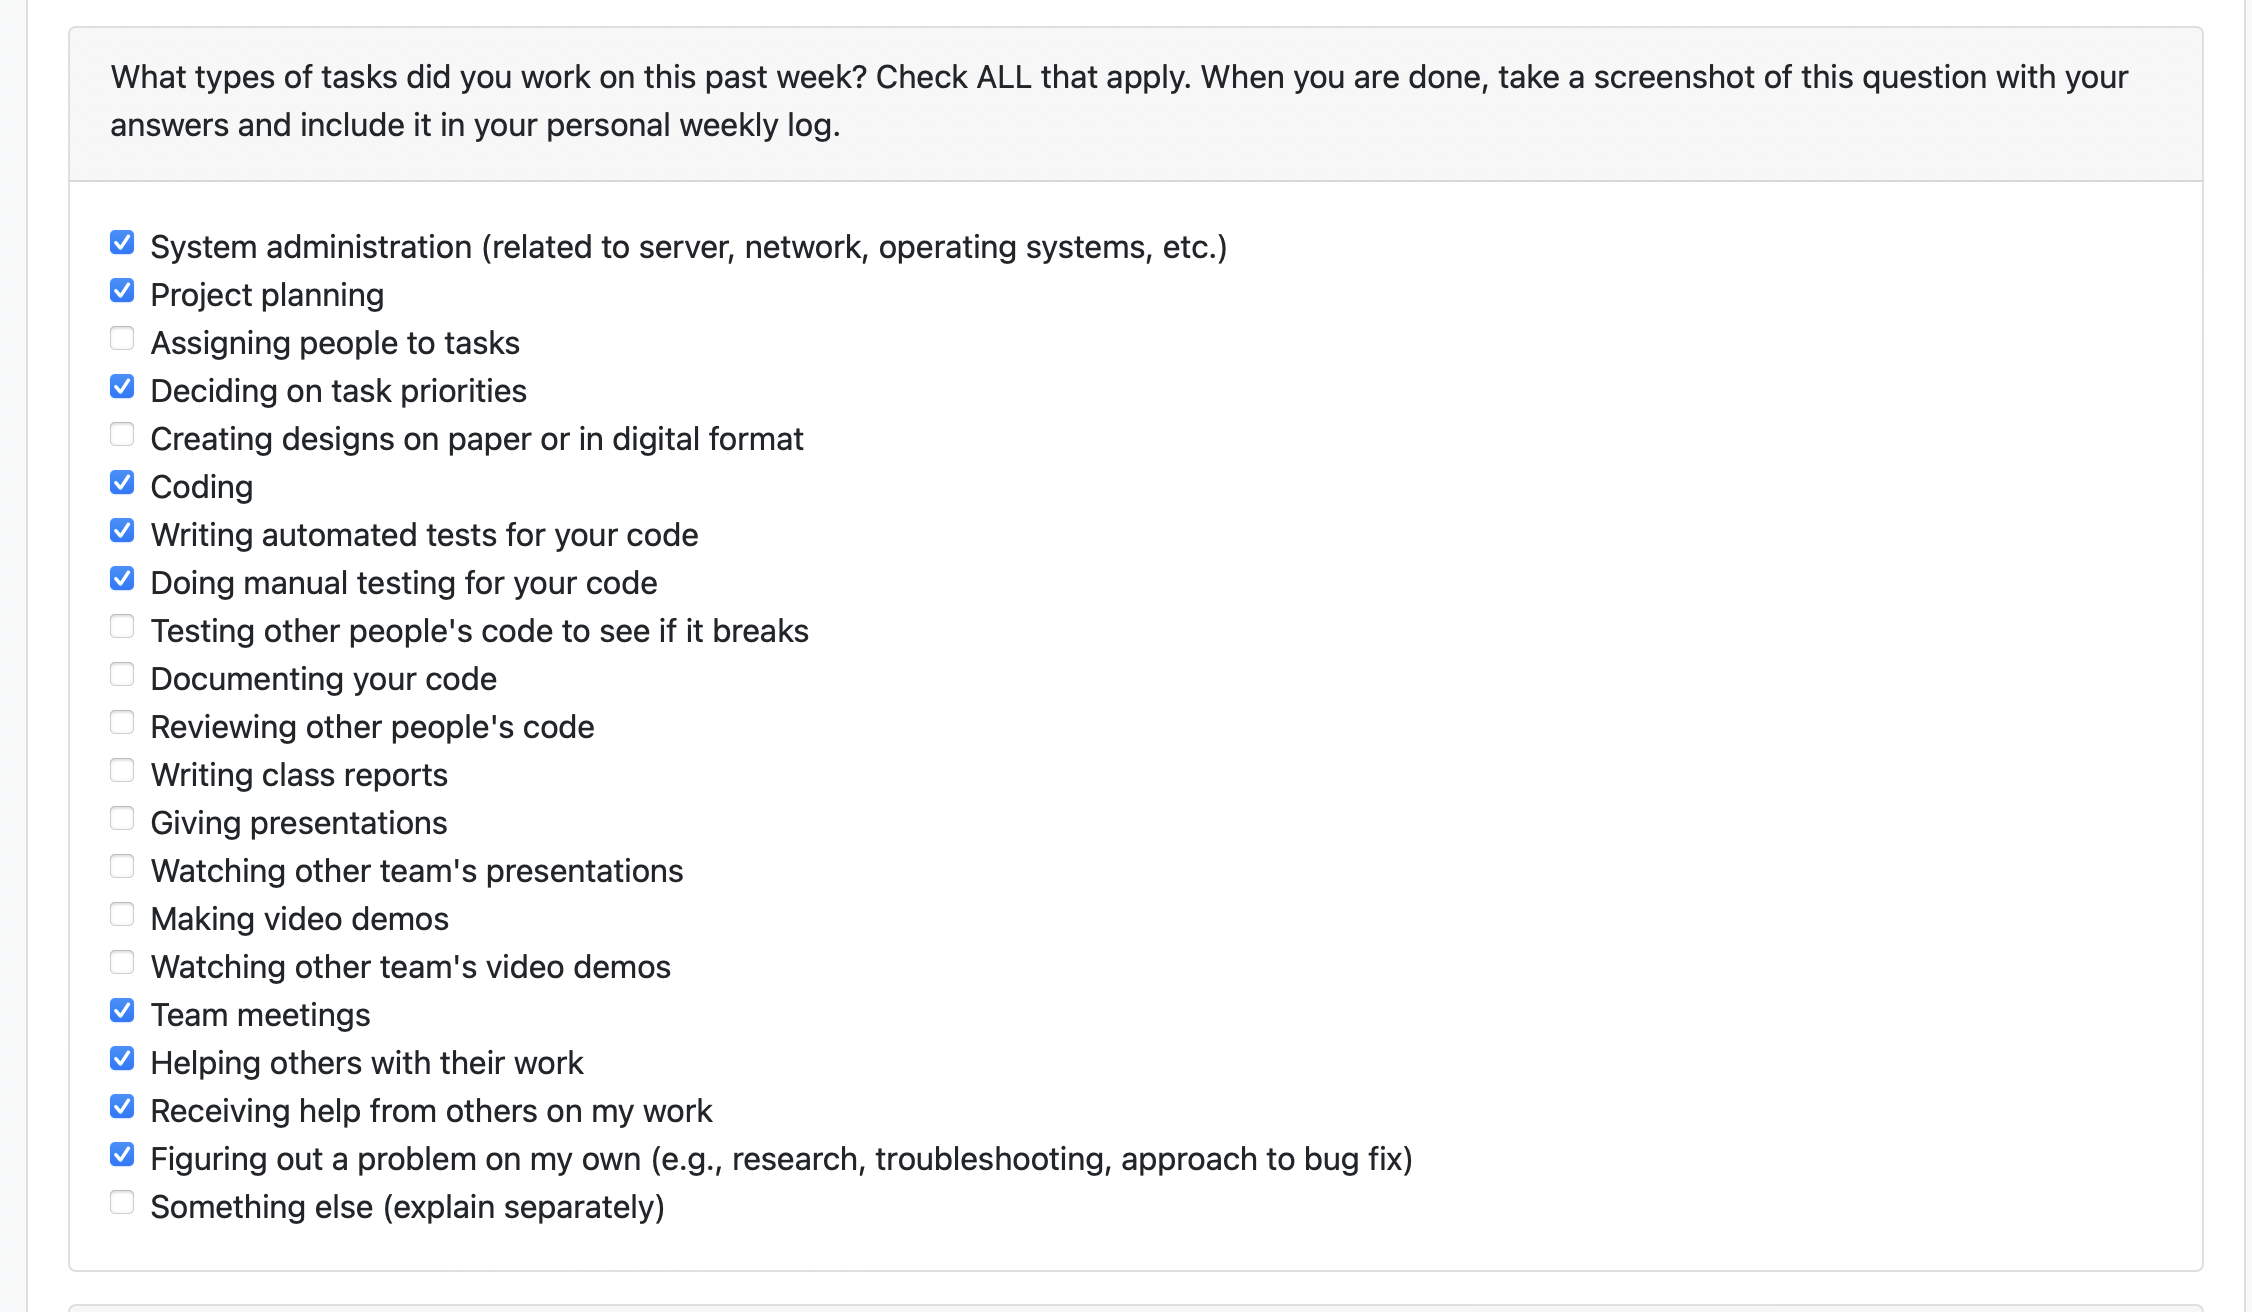 What types of tasks did you work on this past week? Check ALL that apply. When you are done, take a screenshot of this question with your
answers and include it in your personal weekly log.
System administration (related to server, network, operating systems, etc.)
Project planning
Assigning people to tasks
Deciding on task priorities
Creating designs on paper or in digital format
Coding
Writing automated tests for your code
Doing manual testing for your code
Testing other people's code to see if it breaks
Documenting your code
Reviewing other people's code
Writing class reports
Giving presentations
Watching other team's presentations
Making video demos
Watching other team's video demos
Team meetings
Helping others with their work
Receiving help from others on my work
Figuring out a problem on my own (e.g., research, troubleshooting, approach to bug fix)
Something else (explain separately)